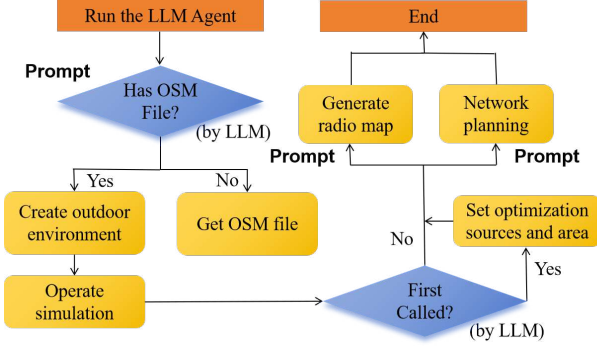 Run the LLM Agent
Prompt
Has OSM
File?
(by LLM)
Yes
No
Create outdoor
environment
Get OSM file
Operate
simulation
End
Generate
radio map
Network
planning
Prompt
Prompt
Set optimization
sources and area
No
Yes
First
Called?
(by LLM)